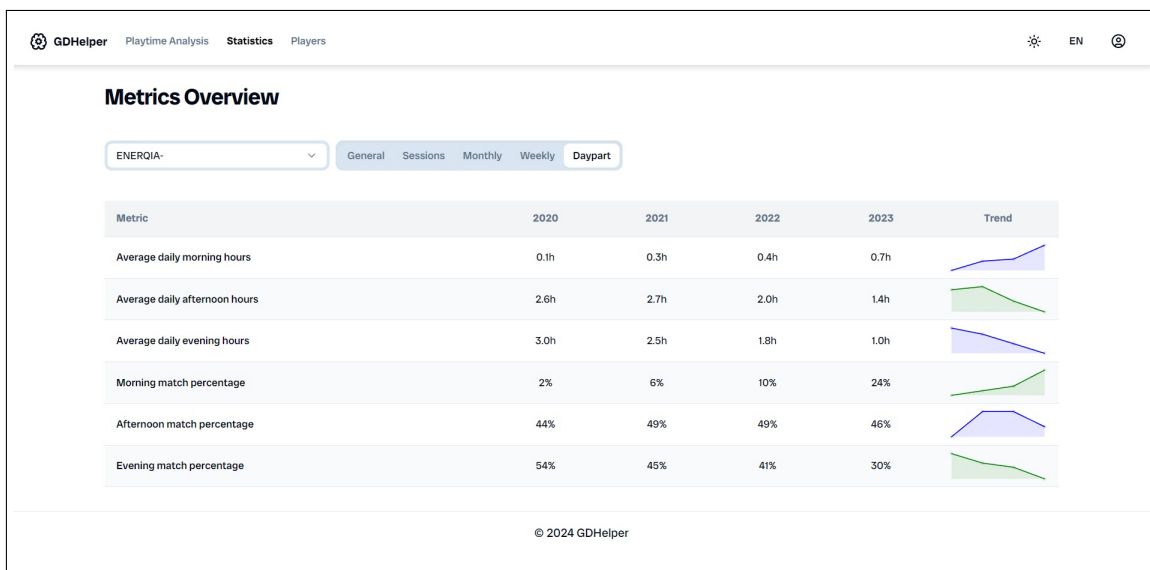 GDHelper Playtime Analysis Statistics Players EN
Metrics Overview
ENERQIA- General Sessions Monthly Weekly Daypart
Metric 2020 2021 2022 2023 Trend
Average daily morning hours 0.1h 0.3h 0.4h 0.7h
Average daily afternoon hours 2.6h 2.7h 2.0h 1.4h
Average daily evening hours 3.0h 2.5h 1.8h 1.0h
Morning match percentage 2% 6% 10% 24%
Afternoon match percentage 44% 49% 49% 46%
Evening match percentage 54% 45% 41% 30%
© 2024 GDHelper